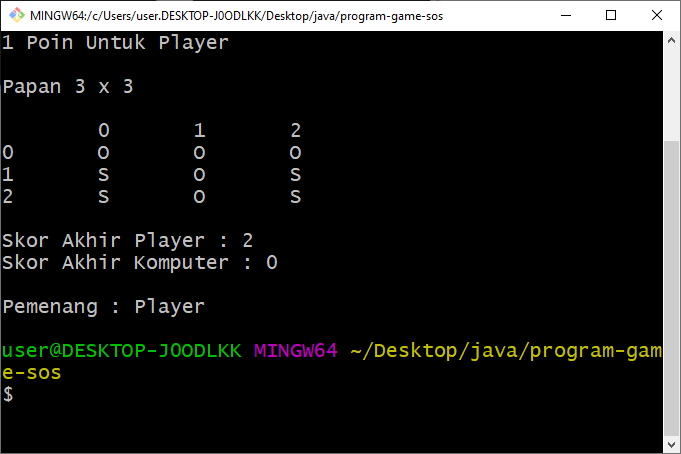 MINGW64:/c/Users/user.DESKTOP-J0ODLKK/Desktop/java/program-game-sos
1 Poin Untuk Player
Papan 3 x 3
0 1 2
0 O O O
1 S O S
2 S O S
Skor Akhir Player : 2
Skor Akhir Komputer : 0
Pemenang : Player
user@DESKTOP-J0ODLKK MINGW64 ~/Desktop/java/program-gam
e-sos
$